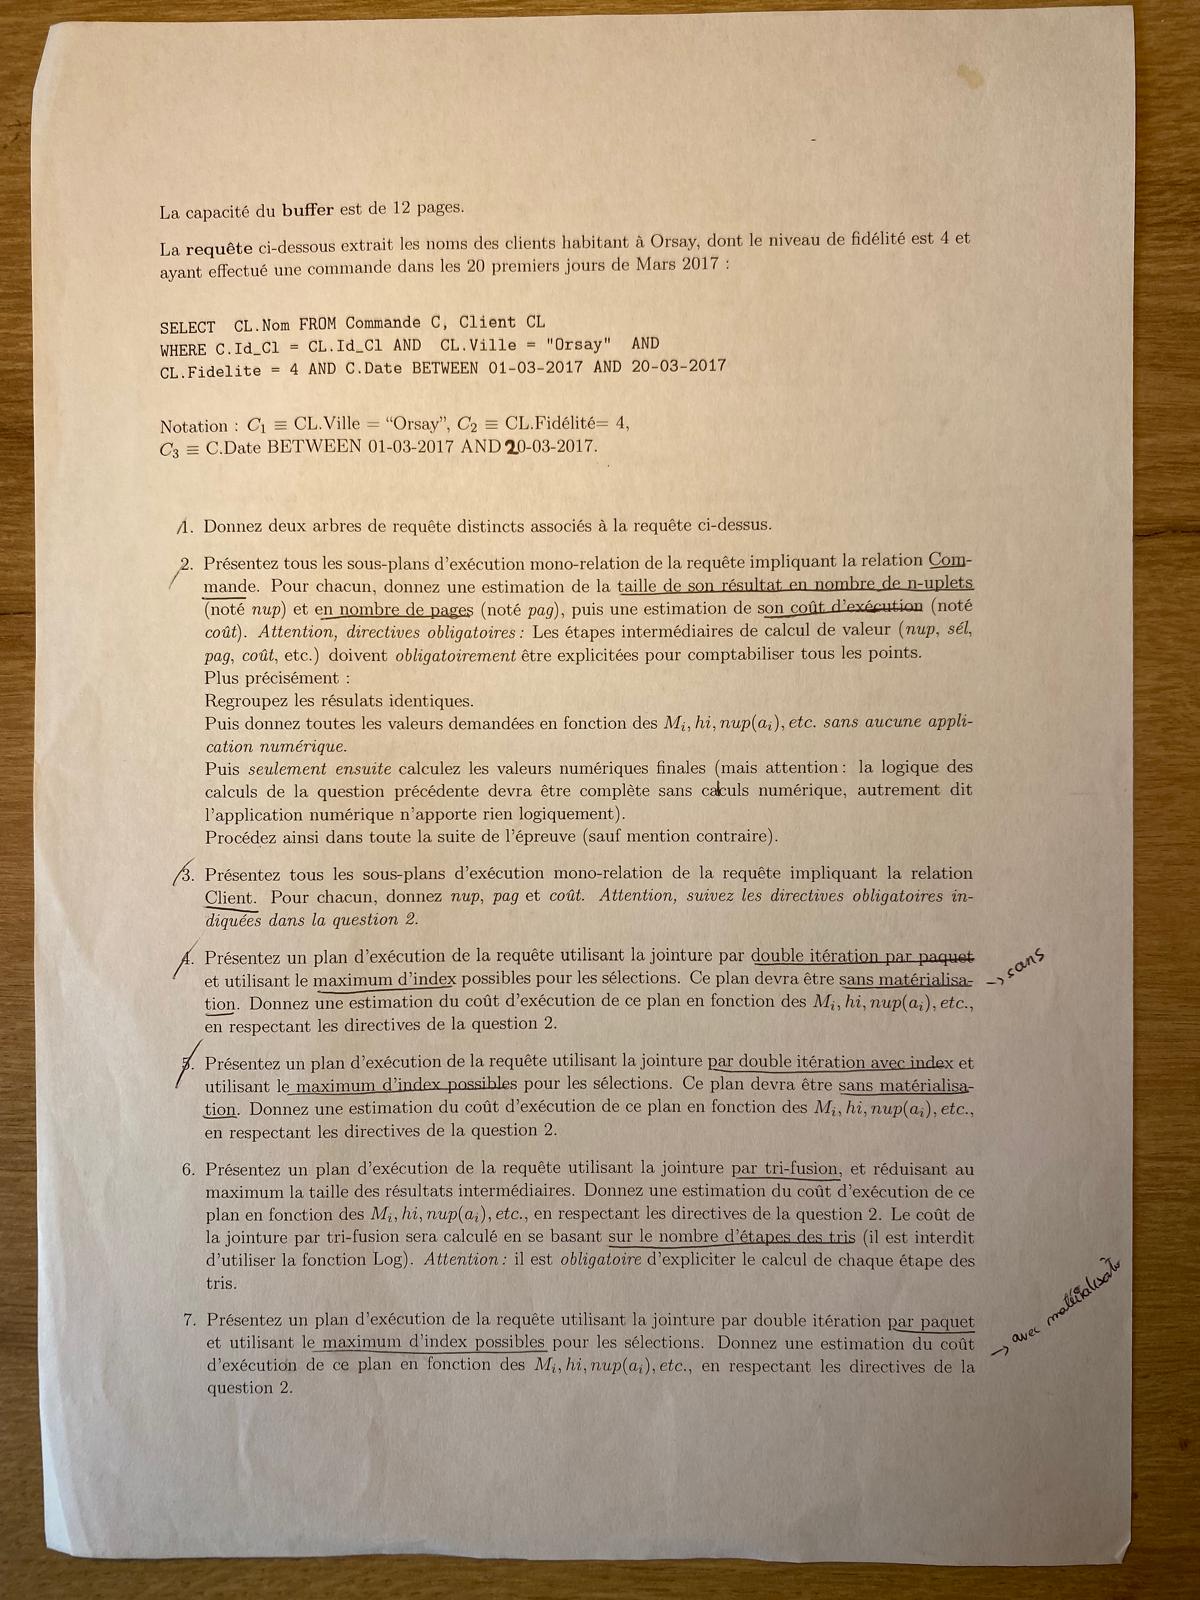 La capacité du buffer est de 12 pages.
La requête ci-dessous extrait les noms des clients habitant à Orsay, dont le niveau de fidélité est 4 et
ayant effectué une commande dans les 20 premiers jours de Mars 2017 :
SELECT CL.Nom FROM Commande C, Client CL
WHERE C.Id_Cl = CL.Id_Cl AND CL.Ville = "Orsay" AND
CL.Fidelite = 4 AND C.Date BETWEEN 01-03-2017 AND 20-03-2017
Notation : C₁ ≡ CL.Ville = “Orsay”, C₂ ≡ CL.Fidélité= 4,
C₃ ≡ C.Date BETWEEN 01-03-2017 AND 20-03-2017.
1. Donnez deux arbres de requête distincts associés à la requête ci-dessus.
2. Présentez tous les sous-plans d'exécution mono-relation de la requête impliquant la relation Com-
mande. Pour chacun, donnez une estimation de la taille de son résultat en nombre de n-uplets
(noté nup) et en nombre de pages (noté pag), puis une estimation de son coût d'exécution (noté
coût). Attention, directives obligatoires : Les étapes intermédiaires de calcul de valeur (nup, sél,
pag, coût, etc.) doivent obligatoirement être explicitées pour comptabiliser tous les points.
Plus précisément :
Regroupez les résulats identiques.
Puis donnez toutes les valeurs demandées en fonction des Mᵢ, hi, nup(aᵢ), etc. sans aucune appli-
cation numérique.
Puis seulement ensuite calculez les valeurs numériques finales (mais attention : la logique des
calculs de la question précédente devra être complète sans calculs numérique, autrement dit
l'application numérique n'apporte rien logiquement).
Procédez ainsi dans toute la suite de l'épreuve (sauf mention contraire).
3. Présentez tous les sous-plans d'exécution mono-relation de la requête impliquant la relation
Client. Pour chacun, donnez nup, pag et coût. Attention, suivez les directives obligatoires in-
diquées dans la question 2.
4. Présentez un plan d'exécution de la requête utilisant la jointure par double itération par paquet
et utilisant le maximum d'index possibles pour les sélections. Ce plan devra être sans matérialisa- → sans
tion. Donnez une estimation du coût d'exécution de ce plan en fonction des Mᵢ, hi, nup(aᵢ), etc.,
en respectant les directives de la question 2.
5. Présentez un plan d'exécution de la requête utilisant la jointure par double itération avec index et
utilisant le maximum d'index possibles pour les sélections. Ce plan devra être sans matérialisa-
tion. Donnez une estimation du coût d'exécution de ce plan en fonction des Mᵢ, hi, nup(aᵢ), etc.,
en respectant les directives de la question 2.
6. Présentez un plan d'exécution de la requête utilisant la jointure par tri-fusion, et réduisant au
maximum la taille des résultats intermédiaires. Donnez une estimation du coût d'exécution de ce
plan en fonction des Mᵢ, hi, nup(aᵢ), etc., en respectant les directives de la question 2. Le coût de
la jointure par tri-fusion sera calculé en se basant sur le nombre d'étapes des tris (il est interdit
d'utiliser la fonction Log). Attention : il est obligatoire d'expliciter le calcul de chaque étape des
tris.
7. Présentez un plan d'exécution de la requête utilisant la jointure par double itération par paquet
et utilisant le maximum d'index possibles pour les sélections. Donnez une estimation du coût → avec
d'exécution de ce plan en fonction des Mᵢ, hi, nup(aᵢ), etc., en respectant les directives de la
question 2.